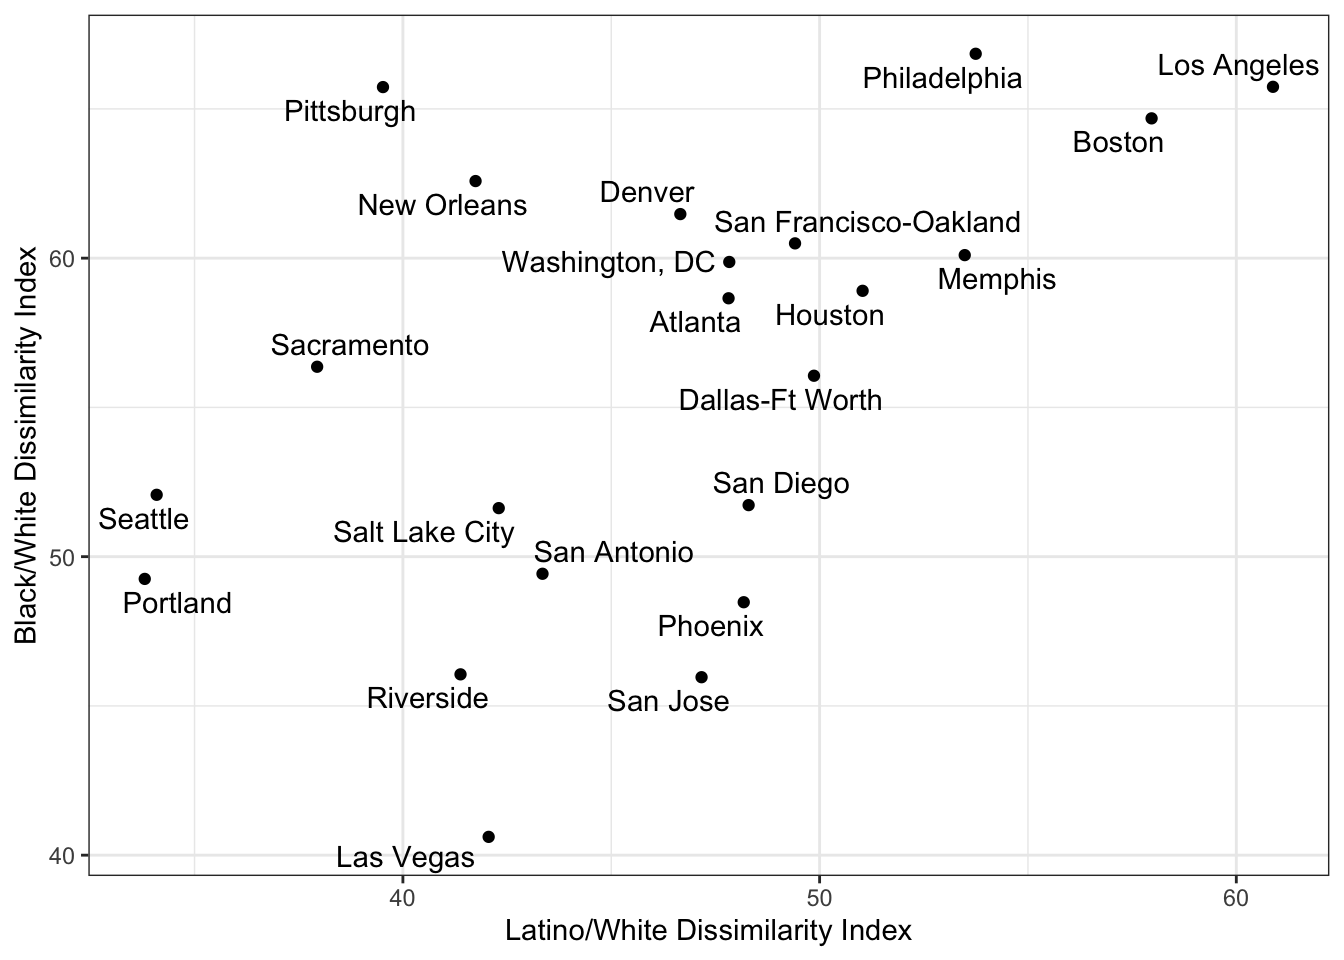 Black/White Dissimilarity Index
60
50
40
Philadelphia
Los Angeles
Pittsburgh
Boston
New Orleans
Denver
San Francisco-Oakland
Washington, DC
Memphis
Atlanta
Houston
Sacramento
Dallas-Ft Worth
San Diego
Seattle
Salt Lake City
San Antonio
Portland
Phoenix
Riverside
San Jose
Las Vegas
40
50
60
Latino/White Dissimilarity Index